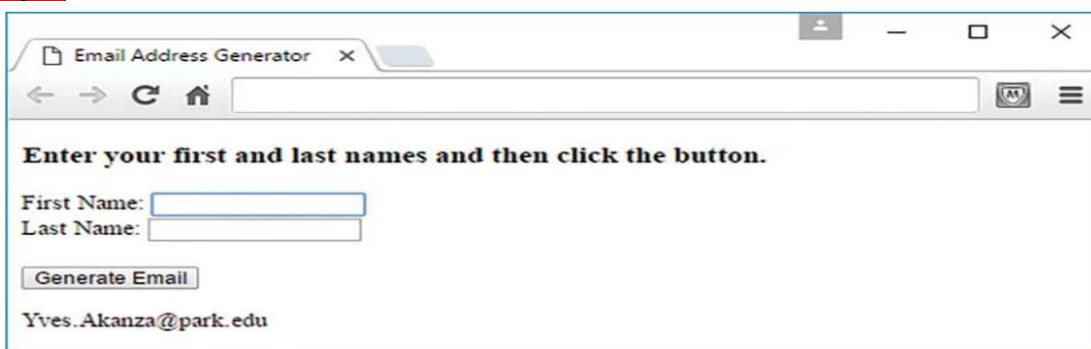 Email Address Generator
Enter your first and last names and then click the button.
First Name:
Last Name:
Generate Email
Yves.Akanza@park.edu